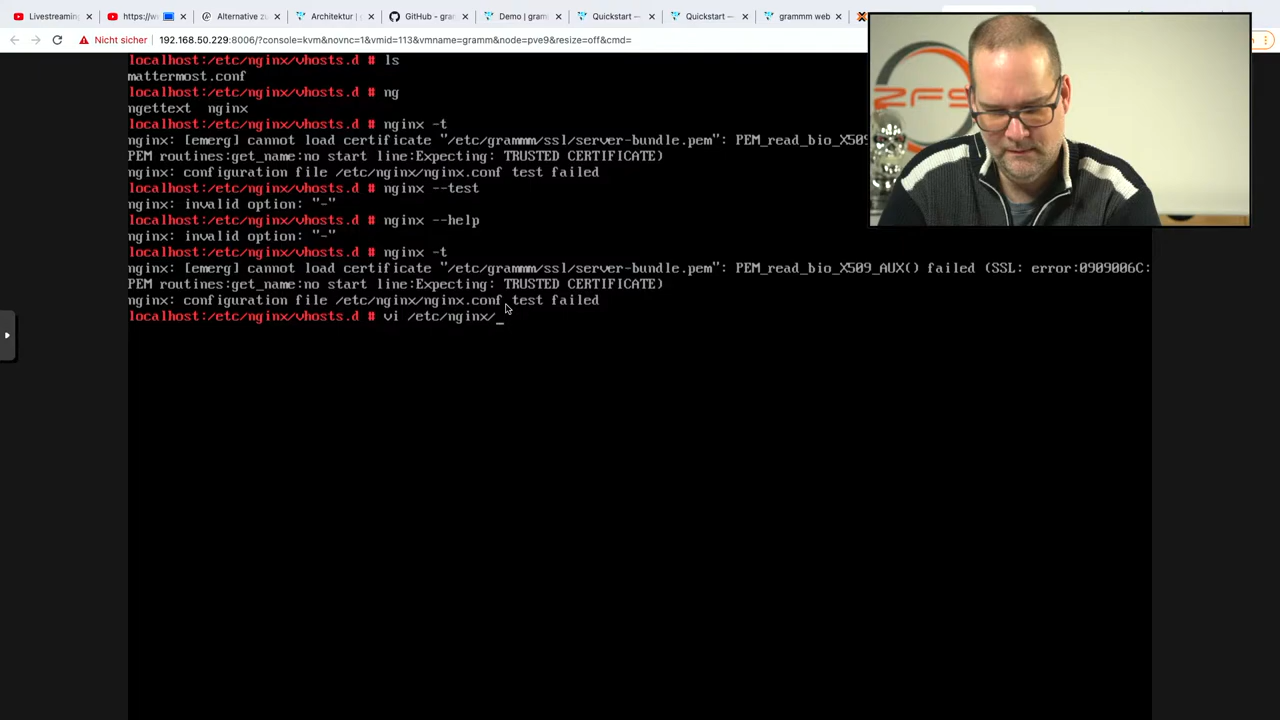 Livestreaming
https://w
Alternative zu
Architektur |
GitHub - gra
Demo | gram
Quickstart —
Quickstart —
grammm web
Nicht sicher
192.168.50.229:8006/?console=kvm&novnc=1&vmid=113&vmname=gramm&node=pve9&resize=off&cmd=
localhost:/etc/nginx/vhosts.d # ls
mattermost.conf
localhost:/etc/nginx/vhosts.d # ng
ngettext nginx
localhost:/etc/nginx/vhosts.d # nginx -t
nginx: [emerg] cannot load certificate "/etc/grammm/ssl/server-bundle.pem": PEM_read_bio_X509
PEM routines:get_name:no start line:Expecting: TRUSTED CERTIFICATE)
nginx: configuration file /etc/nginx/nginx.conf test failed
localhost:/etc/nginx/vhosts.d # nginx --test
nginx: invalid option: "-"
localhost:/etc/nginx/vhosts.d # nginx --help
nginx: invalid option: "-"
localhost:/etc/nginx/vhosts.d # nginx -t
nginx: [emerg] cannot load certificate "/etc/grammm/ssl/server-bundle.pem": PEM_read_bio_X509_AUX() failed (SSL: error:0909006C:
PEM routines:get_name:no start line:Expecting: TRUSTED CERTIFICATE)
nginx: configuration file /etc/nginx/nginx.conf test failed
localhost:/etc/nginx/vhosts.d # vi /etc/nginx/_
ZFS